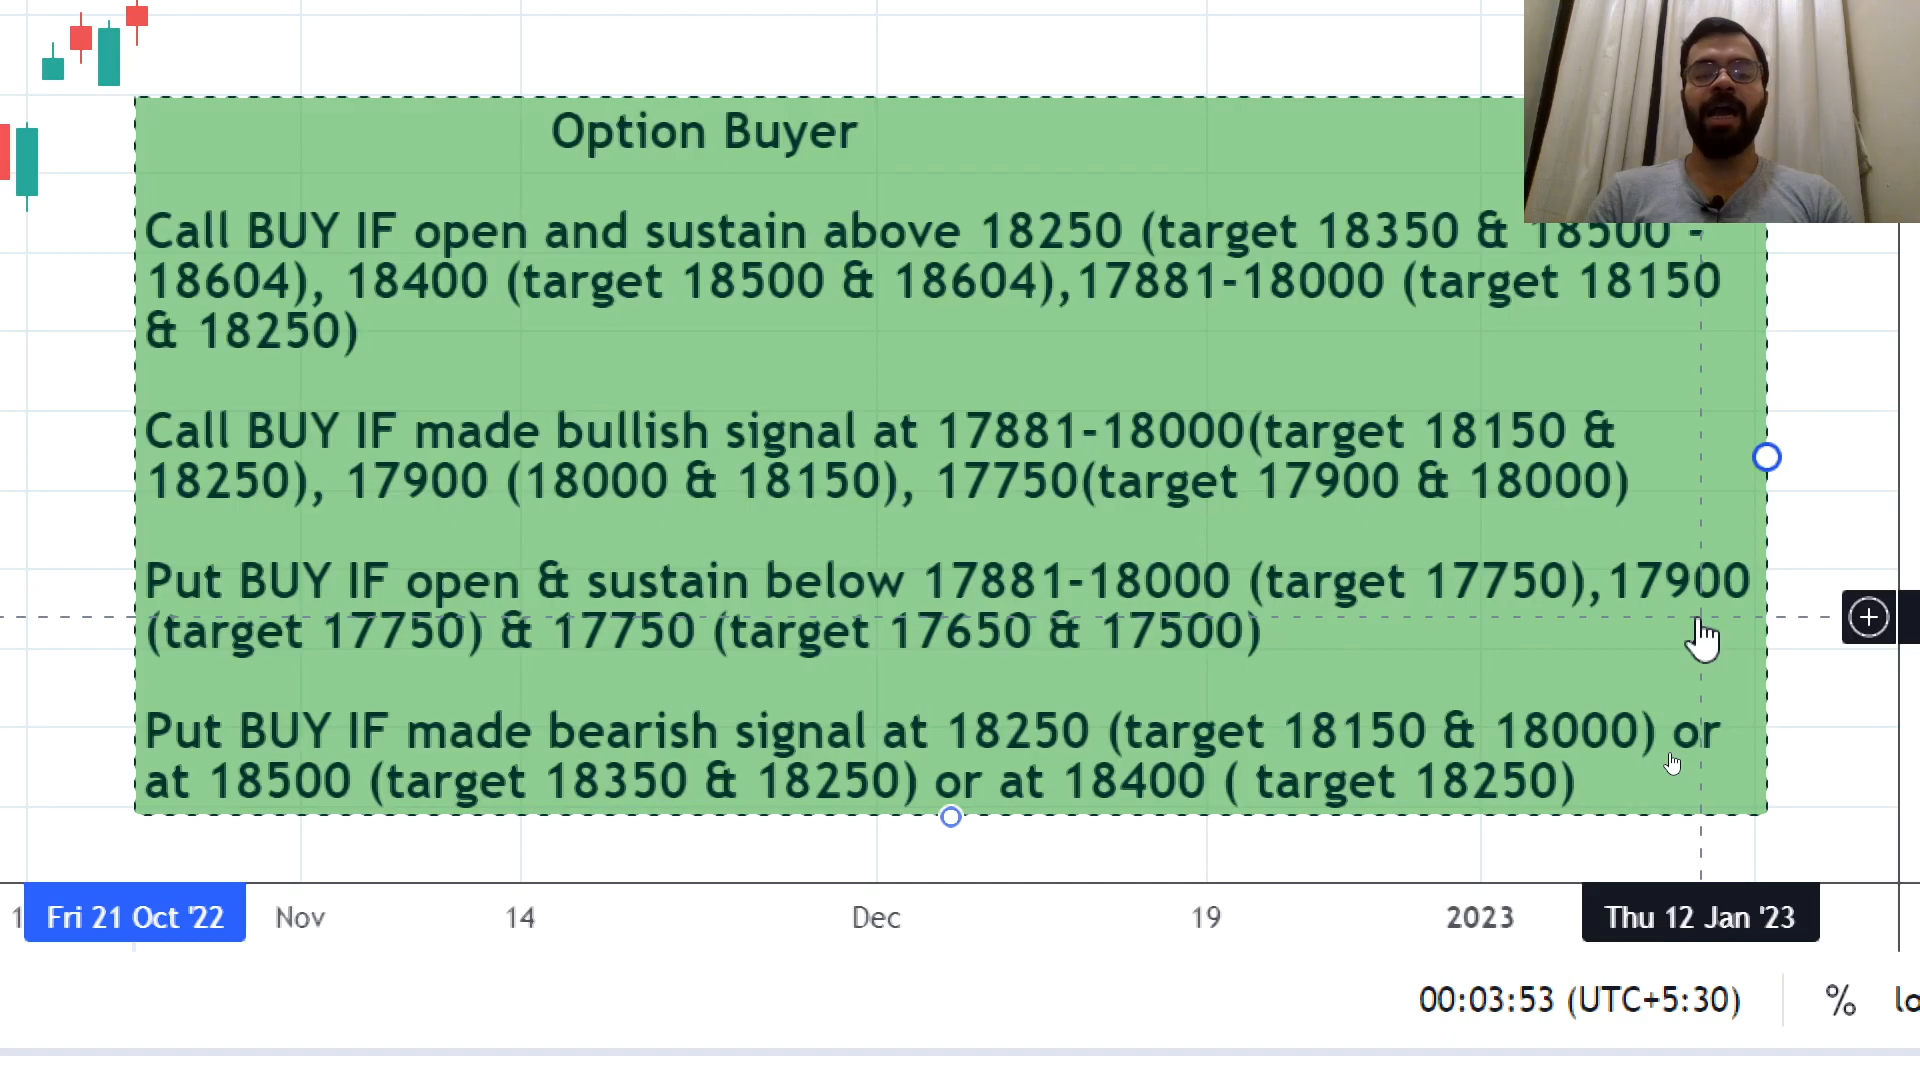 Option Buyer
Call BUY IF open and sustain above 18250 (target 18350 & 18500 -
18604), 18400 (target 18500 & 18604),17881-18000 (target 18150
& 18250)
Call BUY IF made bullish signal at 17881-18000(target 18150 &
18250), 17900 (18000 & 18150), 17750(target 17900 & 18000)
Put BUY IF open & sustain below 17881-18000 (target 17750),17900
(target 17750) & 17750 (target 17650 & 17500)
Put BUY IF made bearish signal at 18250 (target 18150 & 18000) or
at 18500 (target 18350 & 18250) or at 18400 ( target 18250)
Fri 21 Oct '22 Nov 14 Dec 19 2023 Thu 12 Jan '23
00:03:53 (UTC+5:30) %